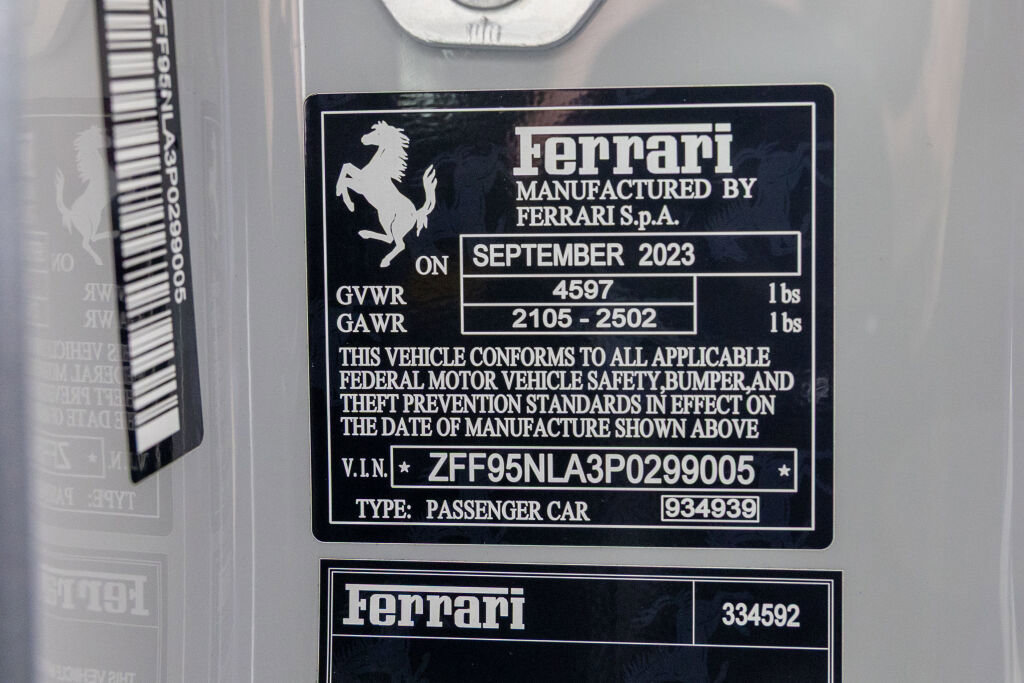 ZFF95NLA3P0299005
Ferrari
MANUFACTURED BY
FERRARI S.p.A.
ON SEPTEMBER 2023
GVWR 4597 lbs
GAWR 2105 - 2502 lbs
THIS VEHICLE CONFORMS TO ALL APPLICABLE
FEDERAL MOTOR VEHICLE SAFETY,BUMPER,AND
THEFT PREVENTION STANDARDS IN EFFECT ON
THE DATE OF MANUFACTURE SHOWN ABOVE
V.I.N. * ZFF95NLA3P0299005 *
TYPE: PASSENGER CAR 934939
Ferrari 334592